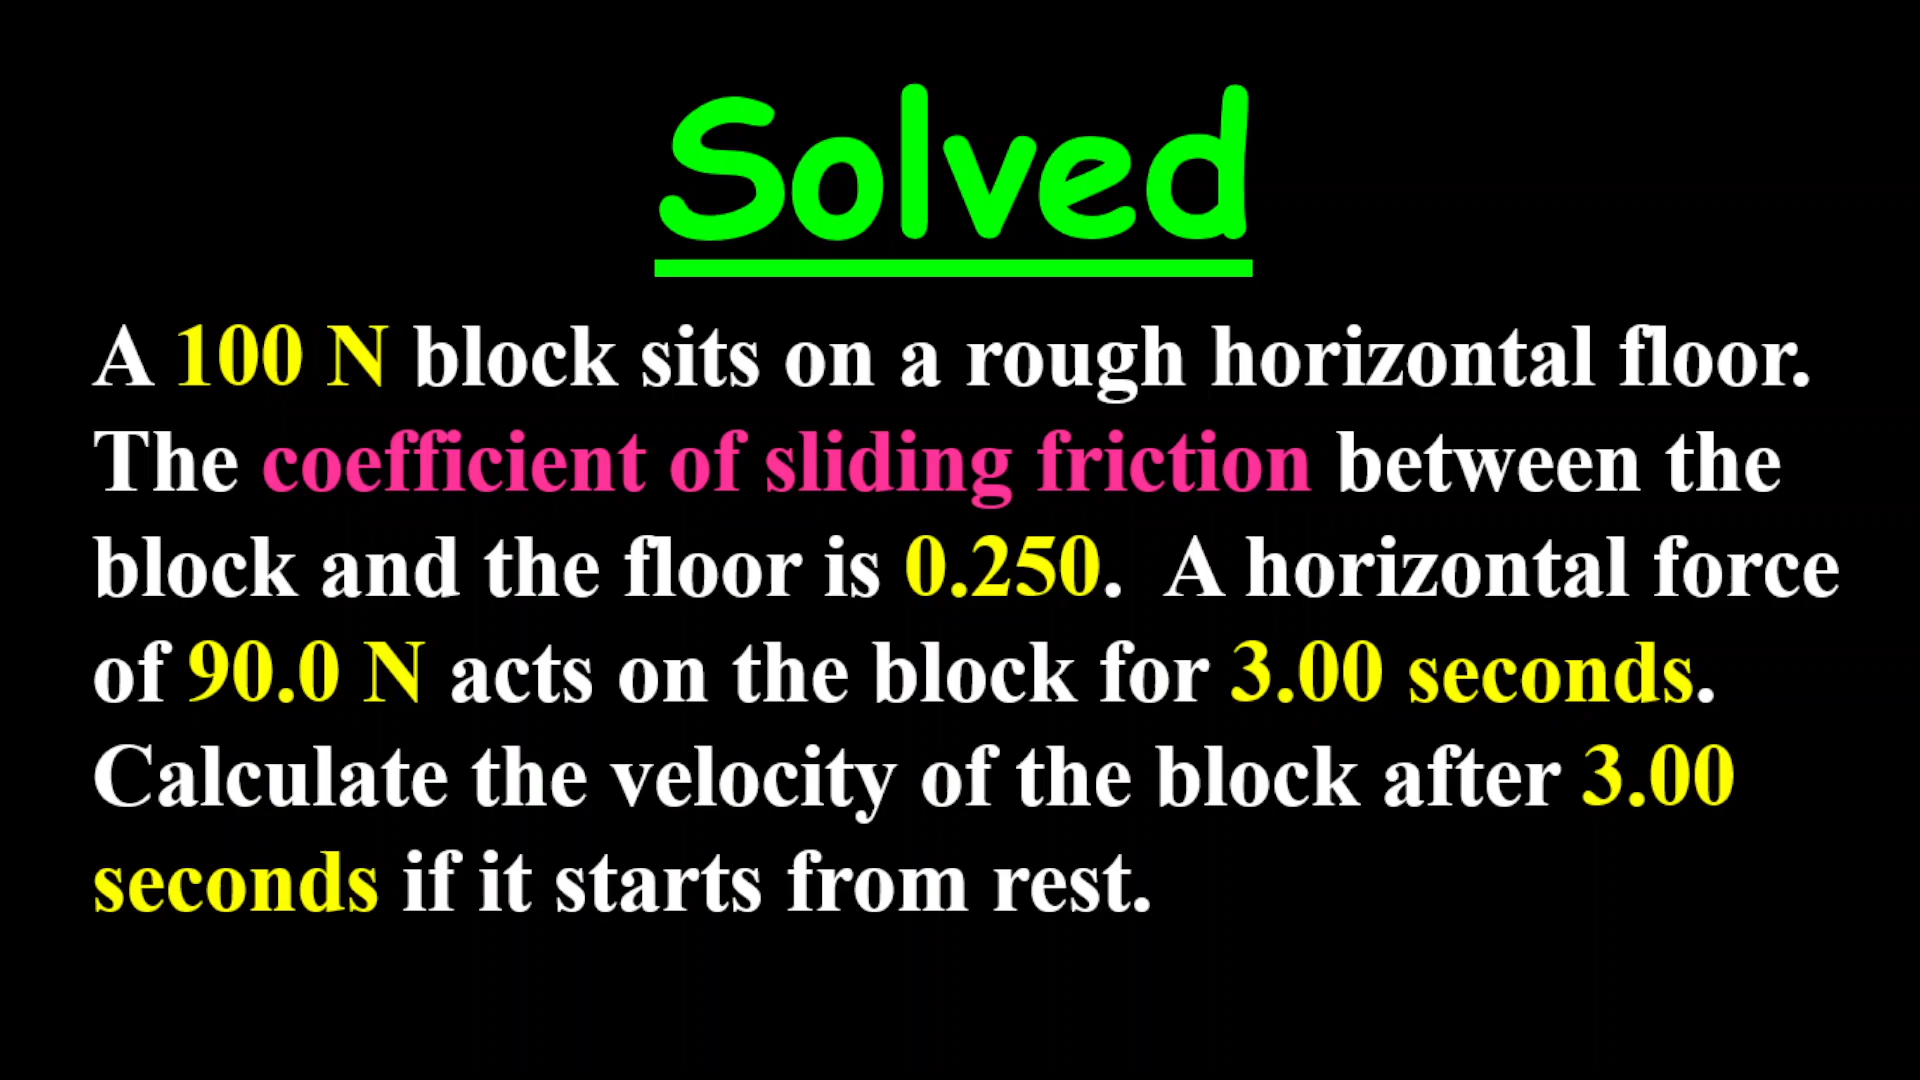 Solved
A 100 N block sits on a rough horizontal floor.
The coefficient of sliding friction between the
block and the floor is 0.250.  A horizontal force
of 90.0 N acts on the block for 3.00 seconds.
Calculate the velocity of the block after 3.00
seconds if it starts from rest.